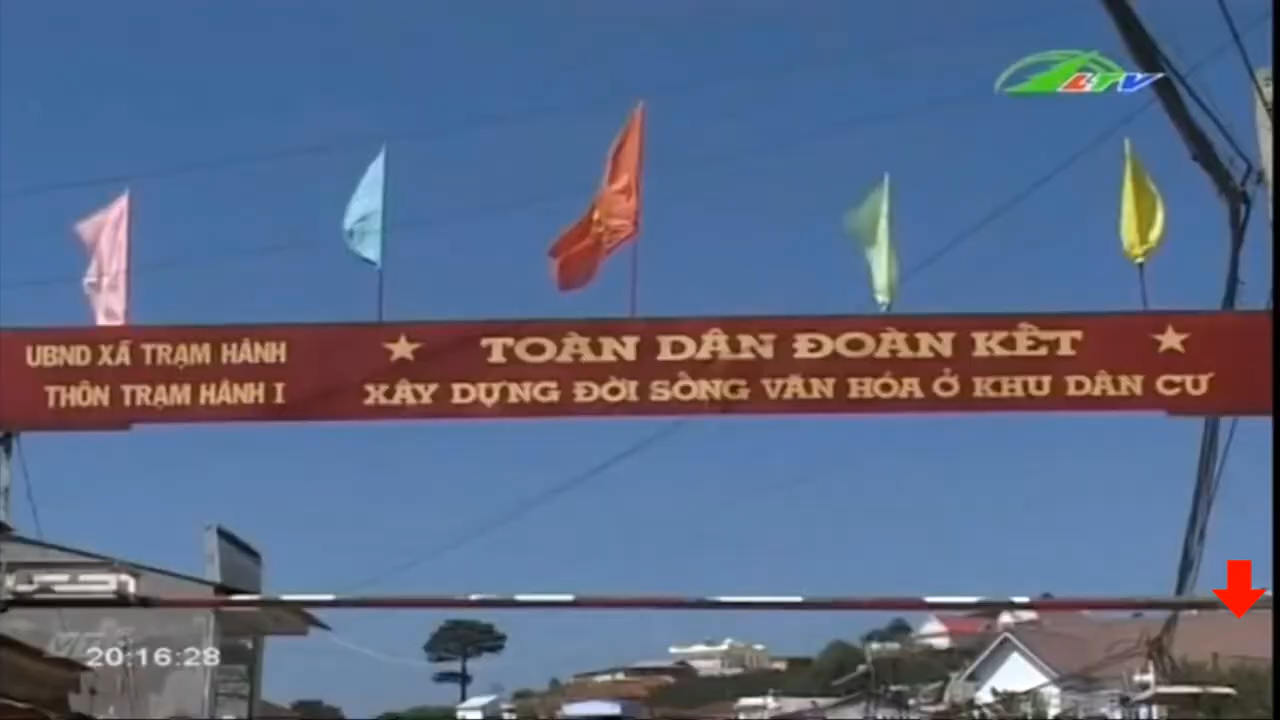 LTV
UBND XÃ TRẠM HÀNH
THÔN TRẠM HÀNH I
TOÀN DÂN ĐOÀN KẾT
XÂY DỰNG ĐỜI SỐNG VĂN HÓA Ở KHU DÂN CƯ
20:16:28